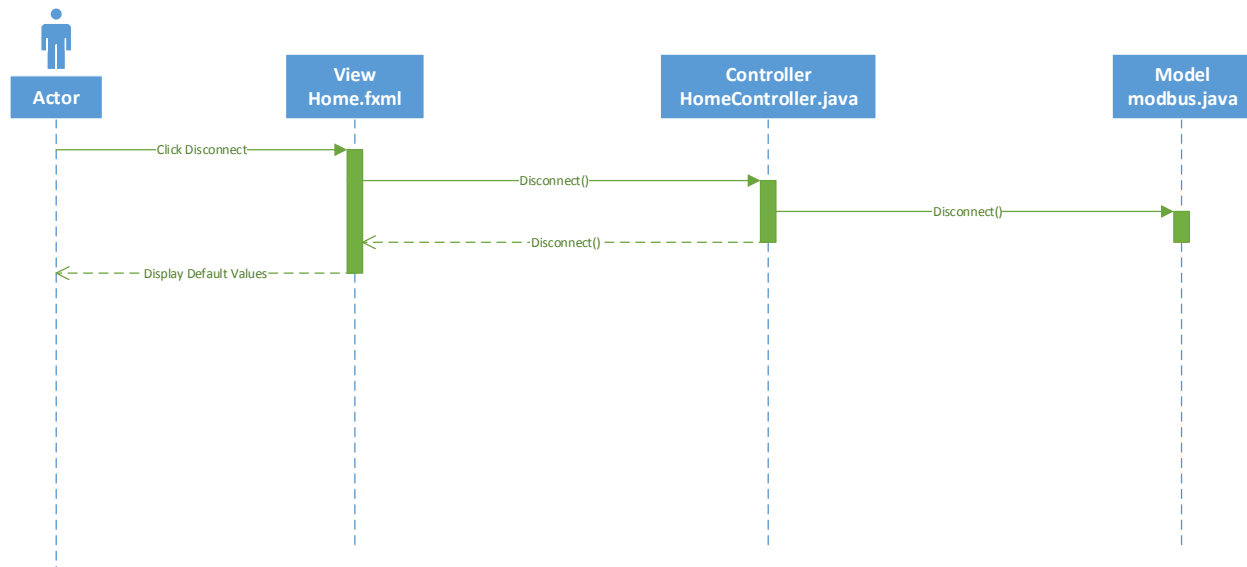 Actor
View
Home.fxml
Controller
HomeController.java
Model
modbus.java
Click Disconnect
Disconnect()
Disconnect()
Disconnect()
Display Default Values